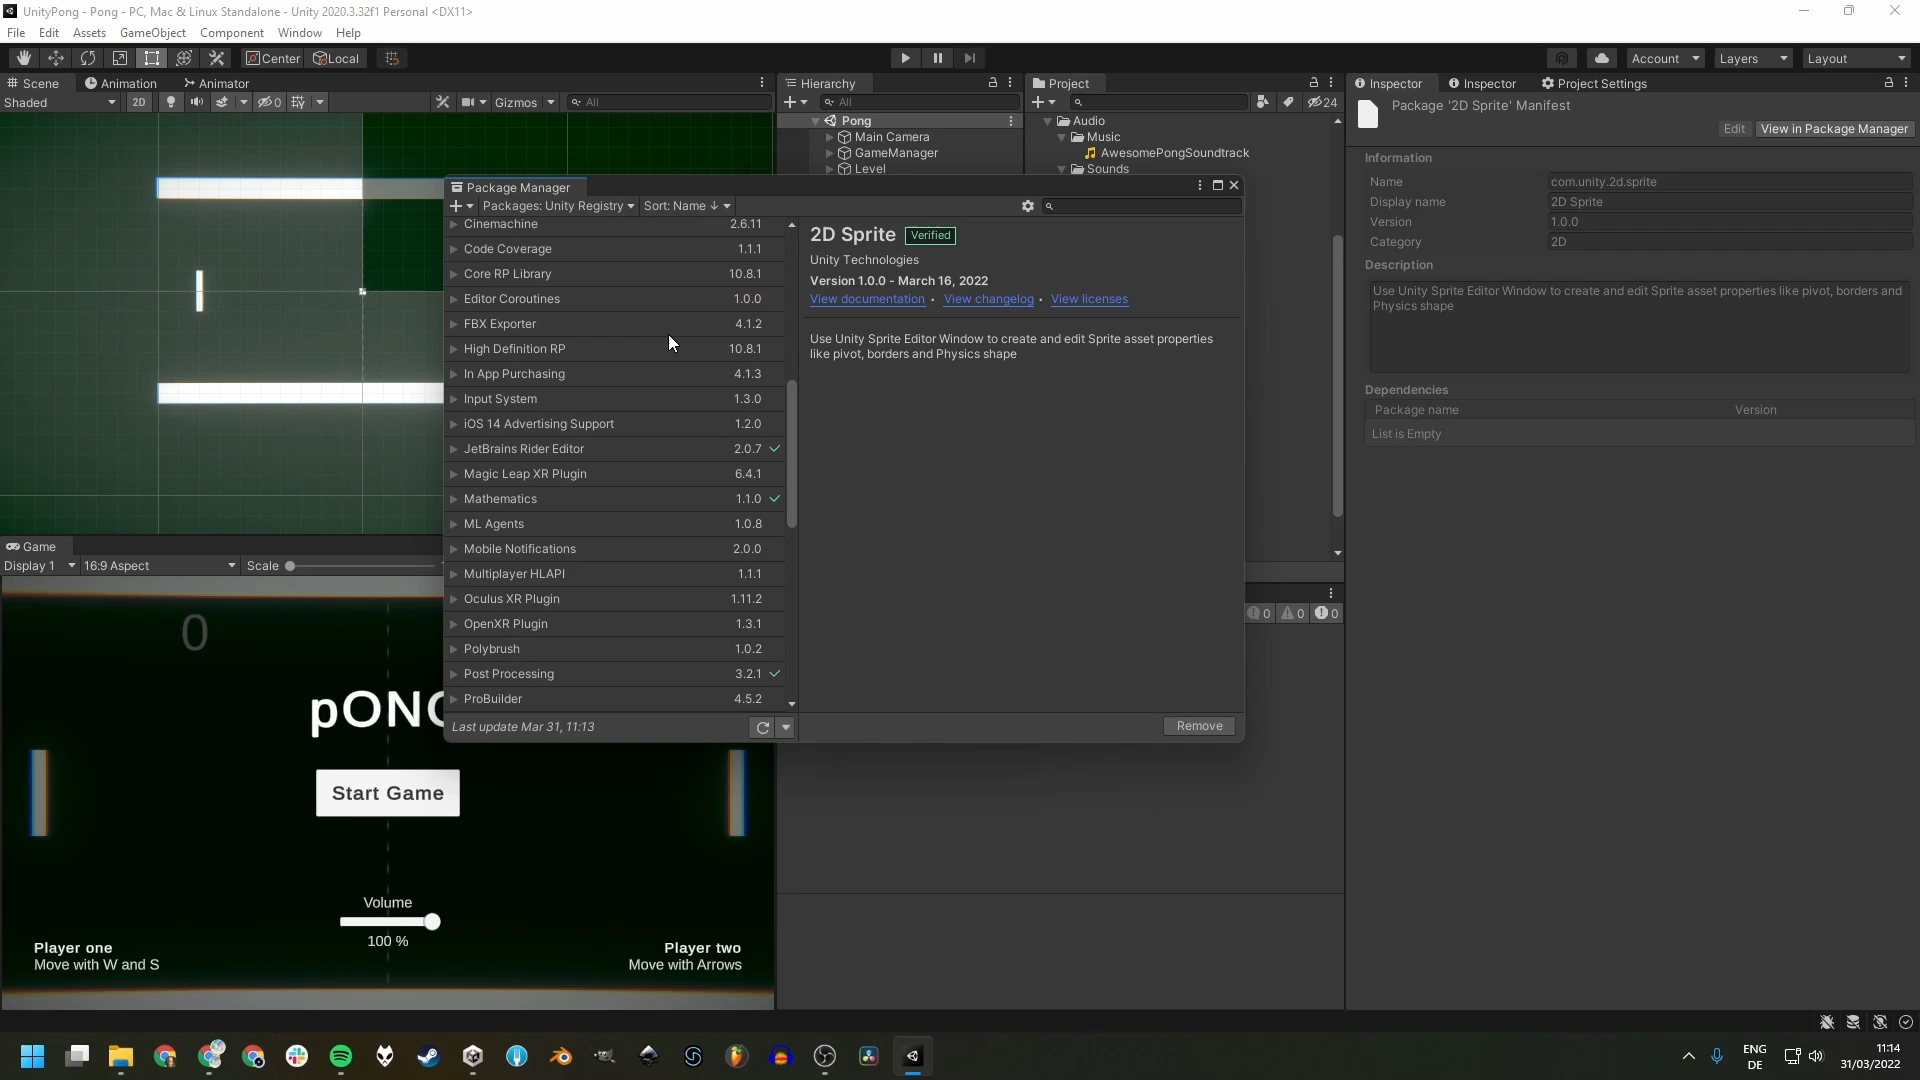 UnityPong - Pong - PC, Mac & Linux Standalone - Unity 2020.3.32f1 Personal <DX11>
File Edit Assets GameObject Component Window Help
Center Local Account Layers Layout
Scene Animation Animator
Shaded 2D 0 Gizmos All
Hierarchy
All
Pong
Main Camera
GameManager
Level
Project
24
Audio
Music
AwesomePongSoundtrack
Sounds
Package Manager
Packages: Unity Registry Sort: Name ↓
Cinemachine 2.6.11
Code Coverage 1.1.1
Core RP Library 10.8.1
Editor Coroutines 1.0.0
FBX Exporter 4.1.2
High Definition RP 10.8.1
In App Purchasing 4.1.3
Input System 1.3.0
iOS 14 Advertising Support 1.2.0
JetBrains Rider Editor 2.0.7
Magic Leap XR Plugin 6.4.1
Mathematics 1.1.0
ML Agents 1.0.8
Mobile Notifications 2.0.0
Multiplayer HLAPI 1.1.1
Oculus XR Plugin 1.11.2
OpenXR Plugin 1.3.1
Polybrush 1.0.2
Post Processing 3.2.1
ProBuilder 4.5.2
Last update Mar 31, 11:13
2D Sprite Verified
Unity Technologies
Version 1.0.0 - March 16, 2022
View documentation • View changelog • View licenses
Use Unity Sprite Editor Window to create and edit Sprite asset properties
like pivot, borders and Physics shape
Remove
0 0 0
Inspector Inspector Project Settings
Package '2D Sprite' Manifest
Edit View in Package Manager
Information
Name com.unity.2d.sprite
Display name 2D Sprite
Version 1.0.0
Category 2D
Description
Use Unity Sprite Editor Window to create and edit Sprite asset properties like pivot, borders and
Physics shape
Dependencies
Package name Version
List is Empty
Game
Display 1 16:9 Aspect Scale
0
pONG
Start Game
Volume
100 %
Player one
Move with W and S
Player two
Move with Arrows
ENG
DE
11:14
31/03/2022